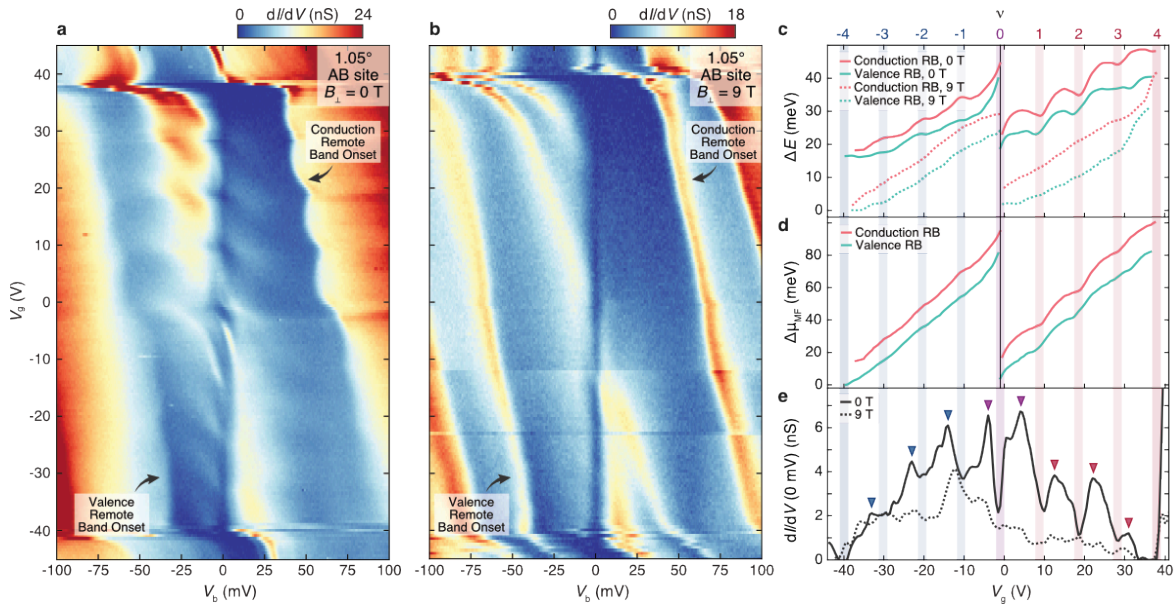 0 dI/dV (nS) 24
0 dI/dV (nS) 18
a
1.05°
AB site
B⊥ = 0 T
Conduction
Remote
Band Onset
Valence
Remote
Band Onset
40
30
20
10
0
-10
-20
-30
-40
Vg (V)
-100 -75 -50 -25 0 25 50 75 100
Vb (mV)
b
1.05°
AB site
B⊥ = 9 T
Conduction
Remote
Band Onset
Valence
Remote
Band Onset
-100 -75 -50 -25 0 25 50 75 100
Vb (mV)
c
ν
-4 -3 -2 -1 0 1 2 3 4
Conduction RB, 0 T
Valence RB, 0 T
Conduction RB, 9 T
Valence RB, 9 T
40
20
0
ΔE (meV)
d
Conduction RB
Valence RB
80
60
40
20
0
ΔμMF (meV)
e
0 T
9 T
6
4
2
0
dI/dV (0 mV) (nS)
-40 -30 -20 -10 0 10 20 30 40
Vg (V)